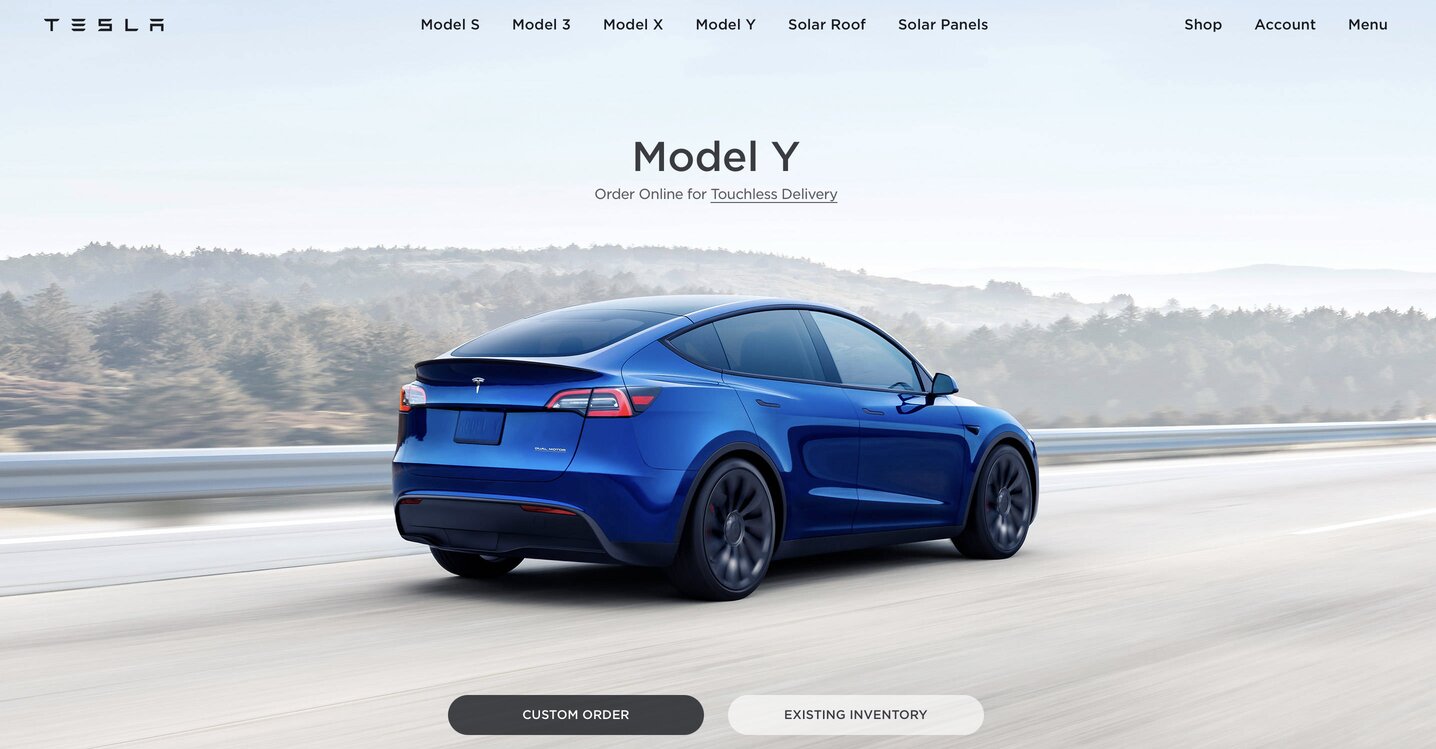 TESLA
Model S
Model 3
Model X
Model Y
Solar Roof
Solar Panels
Shop
Account
Menu
Model Y
Order Online for Touchless Delivery
DUAL MOTOR
CUSTOM ORDER
EXISTING INVENTORY